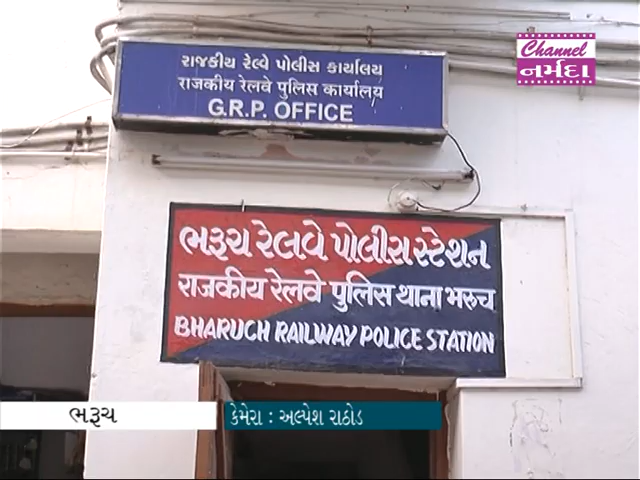 Channel
નર્મદા
રાજકીય રેલ્વે પોલીસ કાર્યાલય
राजकीय रेलवे पुलिस कार्यालय
G.R.P. OFFICE
ભરૂચ રેલવે પોલીસ સ્ટેશન
राजकीय रेलवे पुलिस थाना भरुच
BHARUCH RAILWAY POLICE STATION
ભરૂચ
કેમેરા : અલ્પેશ રાઠોડ